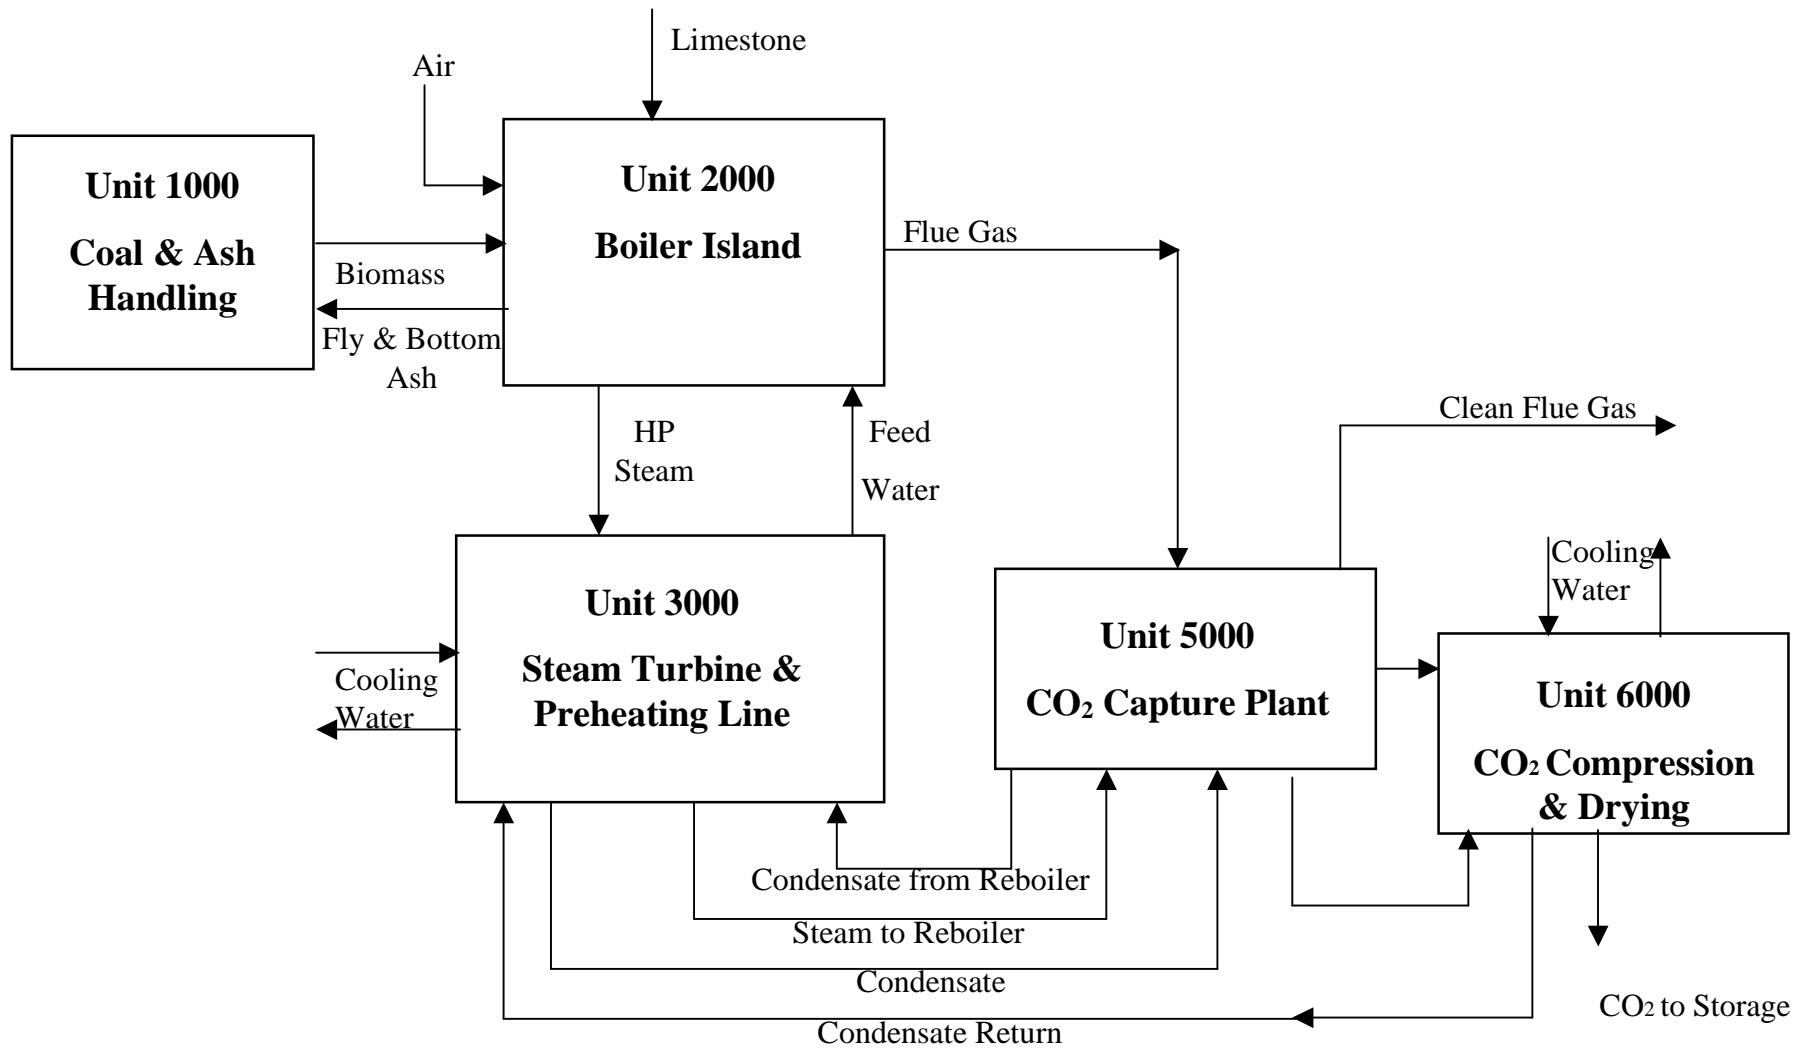 Limestone
Air
Unit 1000
Coal & Ash
Handling
Unit 2000
Boiler Island
Biomass
Fly & Bottom
Ash
Flue Gas
HP
Steam
Feed
Water
Clean Flue Gas
Unit 3000
Steam Turbine &
Preheating Line
Cooling
Water
Unit 5000
CO₂ Capture Plant
Cooling
Water
Unit 6000
CO₂ Compression
& Drying
Condensate from Reboiler
Steam to Reboiler
Condensate
Condensate Return
CO₂ to Storage